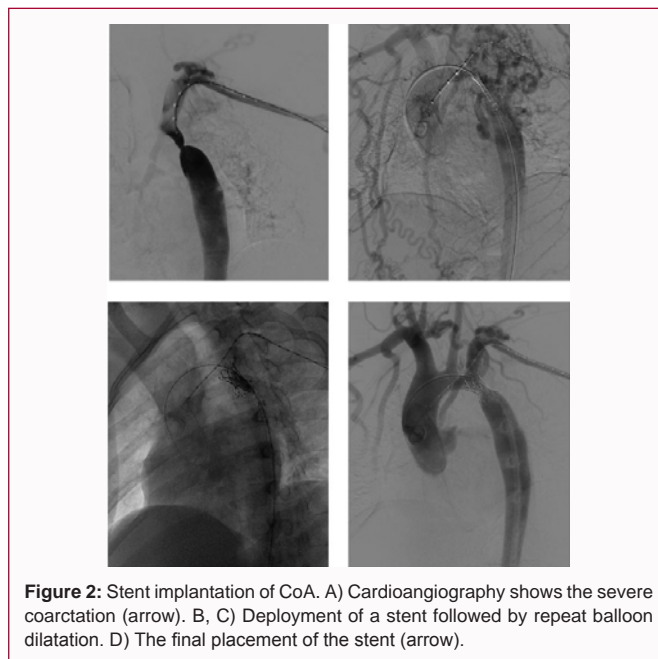 Figure 2: Stent implantation of CoA. A) Cardioangiography shows the severe
coarctation (arrow). B, C) Deployment of a stent followed by repeat balloon
dilatation. D) The final placement of the stent (arrow).